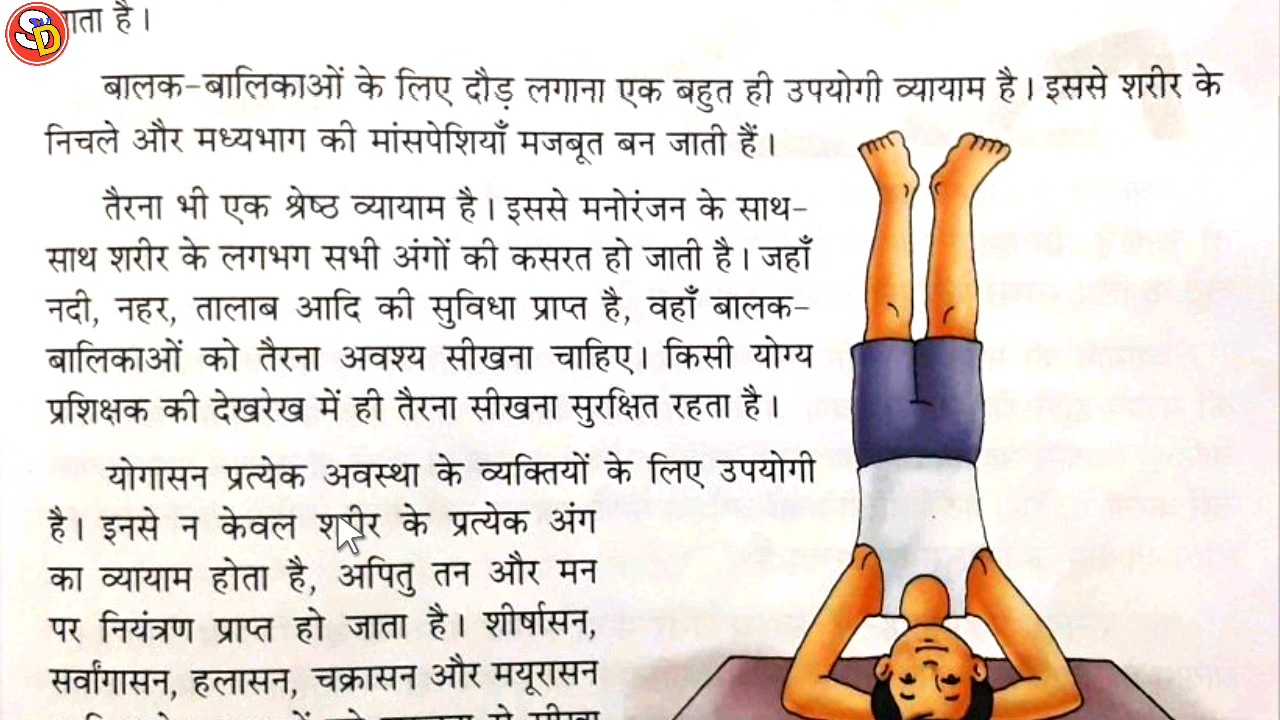 SD
है।
बालक-बालिकाओं के लिए दौड़ लगाना एक बहुत ही उपयोगी व्यायाम है। इससे शरीर के
निचले और मध्यभाग की मांसपेशियाँ मजबूत बन जाती हैं।
तैरना भी एक श्रेष्ठ व्यायाम है। इससे मनोरंजन के साथ-
साथ शरीर के लगभग सभी अंगों की कसरत हो जाती है। जहाँ
नदी, नहर, तालाब आदि की सुविधा प्राप्त है, वहाँ बालक-
बालिकाओं को तैरना अवश्य सीखना चाहिए। किसी योग्य
प्रशिक्षक की देखरेख में ही तैरना सीखना सुरक्षित रहता है।
योगासन प्रत्येक अवस्था के व्यक्तियों के लिए उपयोगी
है। इनसे न केवल शरीर के प्रत्येक अंग
का व्यायाम होता है, अपितु तन और मन
पर नियंत्रण प्राप्त हो जाता है। शीर्षासन,
सर्वांगासन, हलासन, चक्रासन और मयूरासन